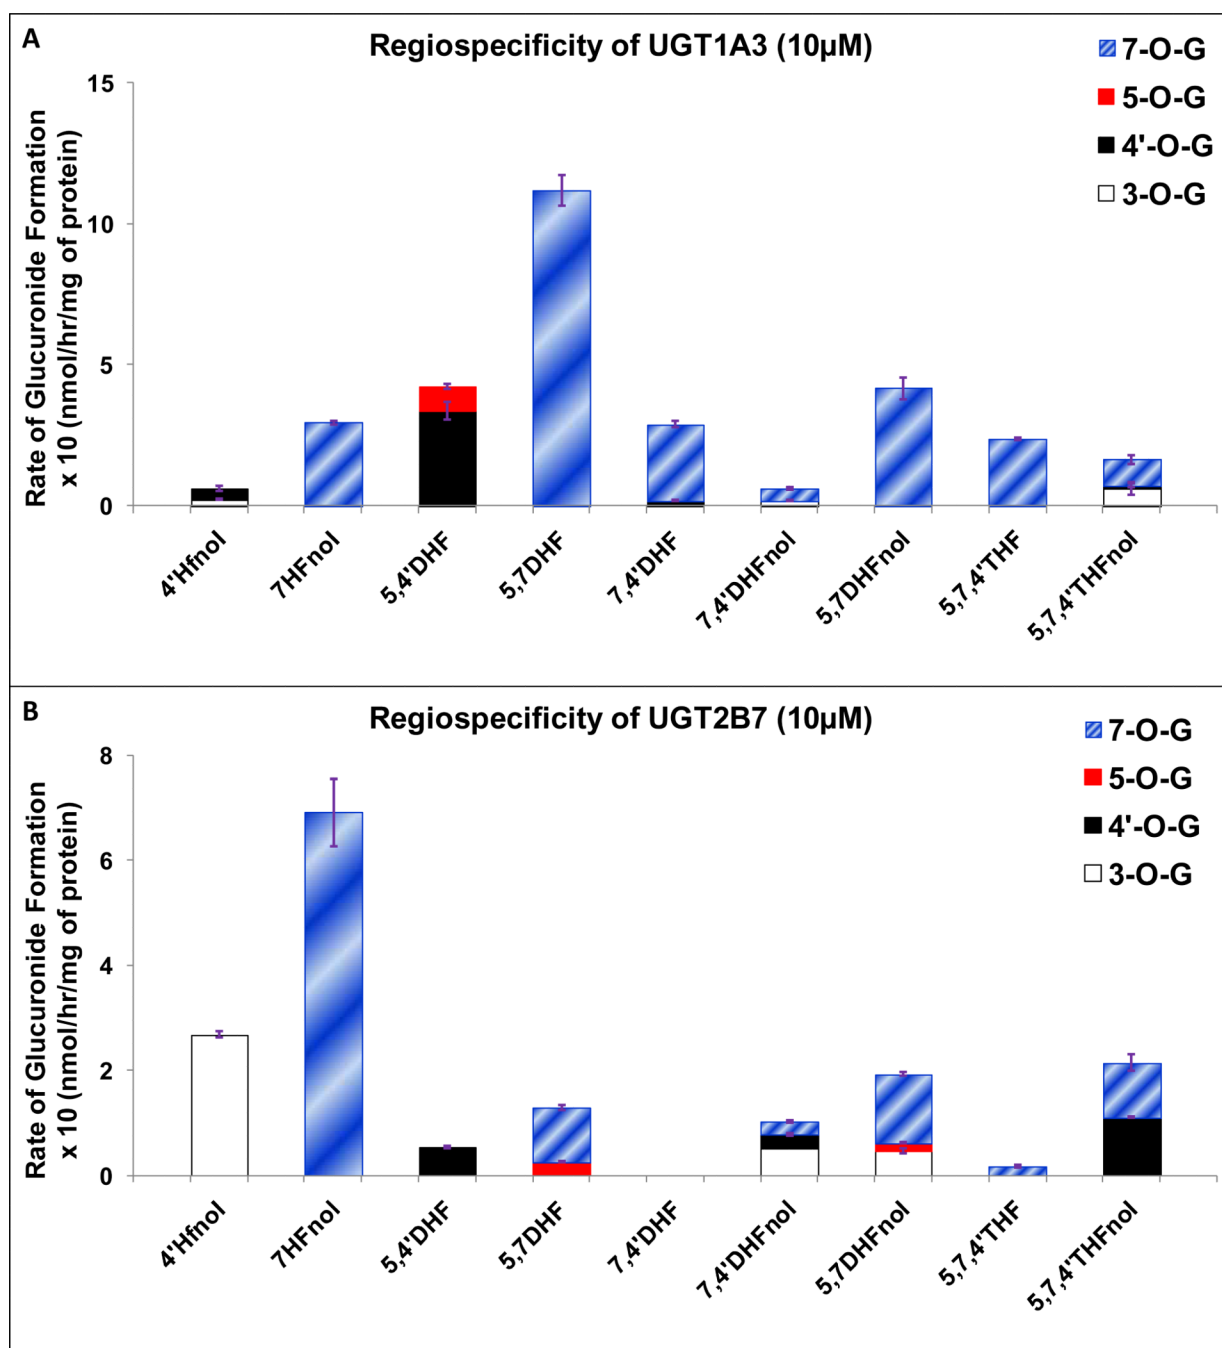 A
Regiospecificity of UGT1A3 (10µM)
7-O-G
5-O-G
4'-O-G
3-O-G
Rate of Glucuronide Formation
x 10 (nmol/hr/mg of protein)
15
10
5
0
4'Hfnol
7HFnol
5,4'DHF
5,7DHF
7,4'DHF
7,4'DHFnol
5,7DHFnol
5,7,4'THF
5,7,4'THFnol
B
Regiospecificity of UGT2B7 (10µM)
7-O-G
5-O-G
4'-O-G
3-O-G
Rate of Glucuronide Formation
x 10 (nmol/hr/mg of protein)
8
6
4
2
0
4'Hfnol
7HFnol
5,4'DHF
5,7DHF
7,4'DHF
7,4'DHFnol
5,7DHFnol
5,7,4'THF
5,7,4'THFnol